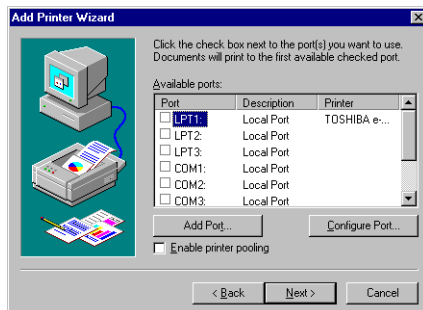 Add Printer Wizard
Click the check box next to the port(s) you want to use.
Documents will print to the first available checked port.
Available ports:
Port Description Printer
LPT1: Local Port TOSHIBA e-...
LPT2: Local Port
LPT3: Local Port
COM1: Local Port
COM2: Local Port
COM3: Local Port
Add Port... Configure Port...
Enable printer pooling
< Back Next > Cancel